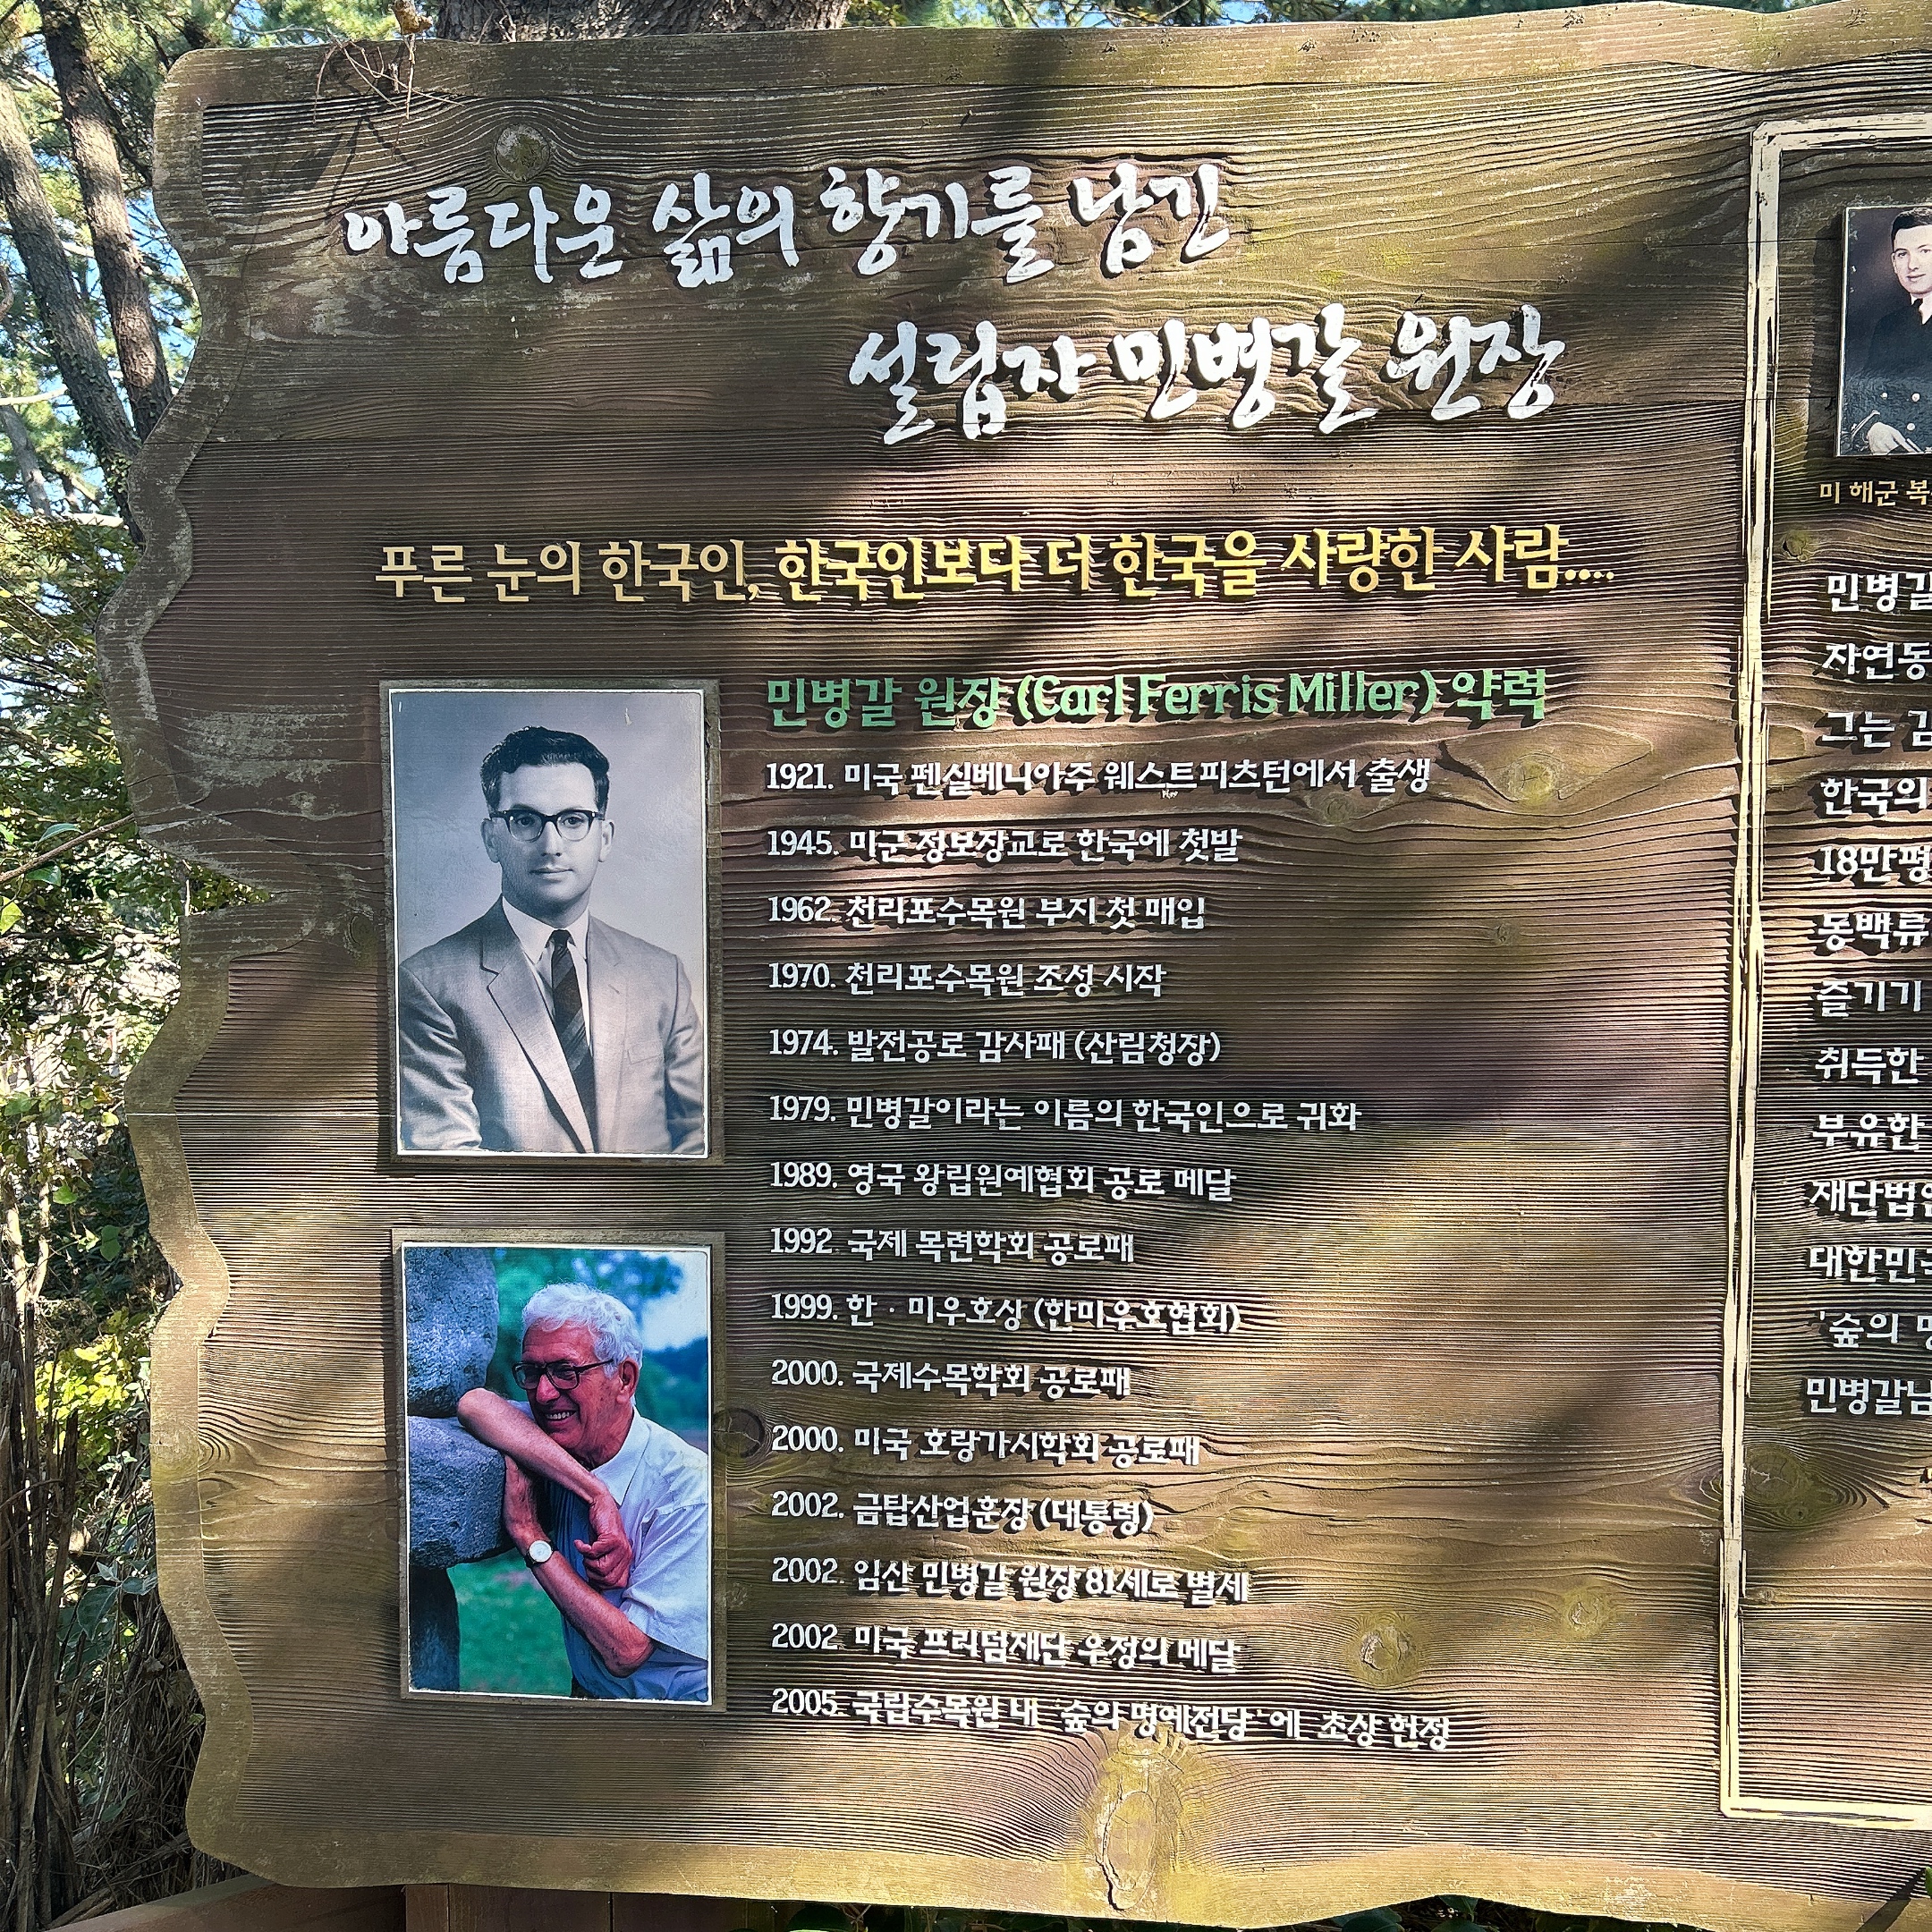 아름다운 삶의 향기를 남긴
설립자 민병갈 원장
푸른 눈의 한국인, 한국인보다 더 한국을 사랑한 사람....
민병갈 원장 (Carl Ferris Miller) 약력
1921. 미국 펜실베니아주 웨스트피츠턴에서 출생
1945. 미군 정보장교로 한국에 첫발
1962. 천리포수목원 부지 첫 매입
1970. 천리포수목원 조성 시작
1974. 발전공로 감사패 (산림청장)
1979. 민병갈이라는 이름의 한국인으로 귀화
1989. 영국 왕립원예협회 공로 메달
1992. 국제 목련학회 공로패
1999. 한 · 미우호상 (한미우호협회)
2000. 국제수목학회 공로패
2000. 미국 호랑가시학회 공로패
2002. 금탑산업훈장 (대통령)
2002. 임산 민병갈 원장 81세로 별세
2002. 미국 프리덤재단 우정의 메달
2005. 국립수목원 내 '숲의 명예전당'에 초상 헌정
미 해군 복
민병갈
자연동
그는 김
한국의
18만평
동백류
즐기기
취득한
부유한
재단법인
대한민국
'숲의 명
민병갈님